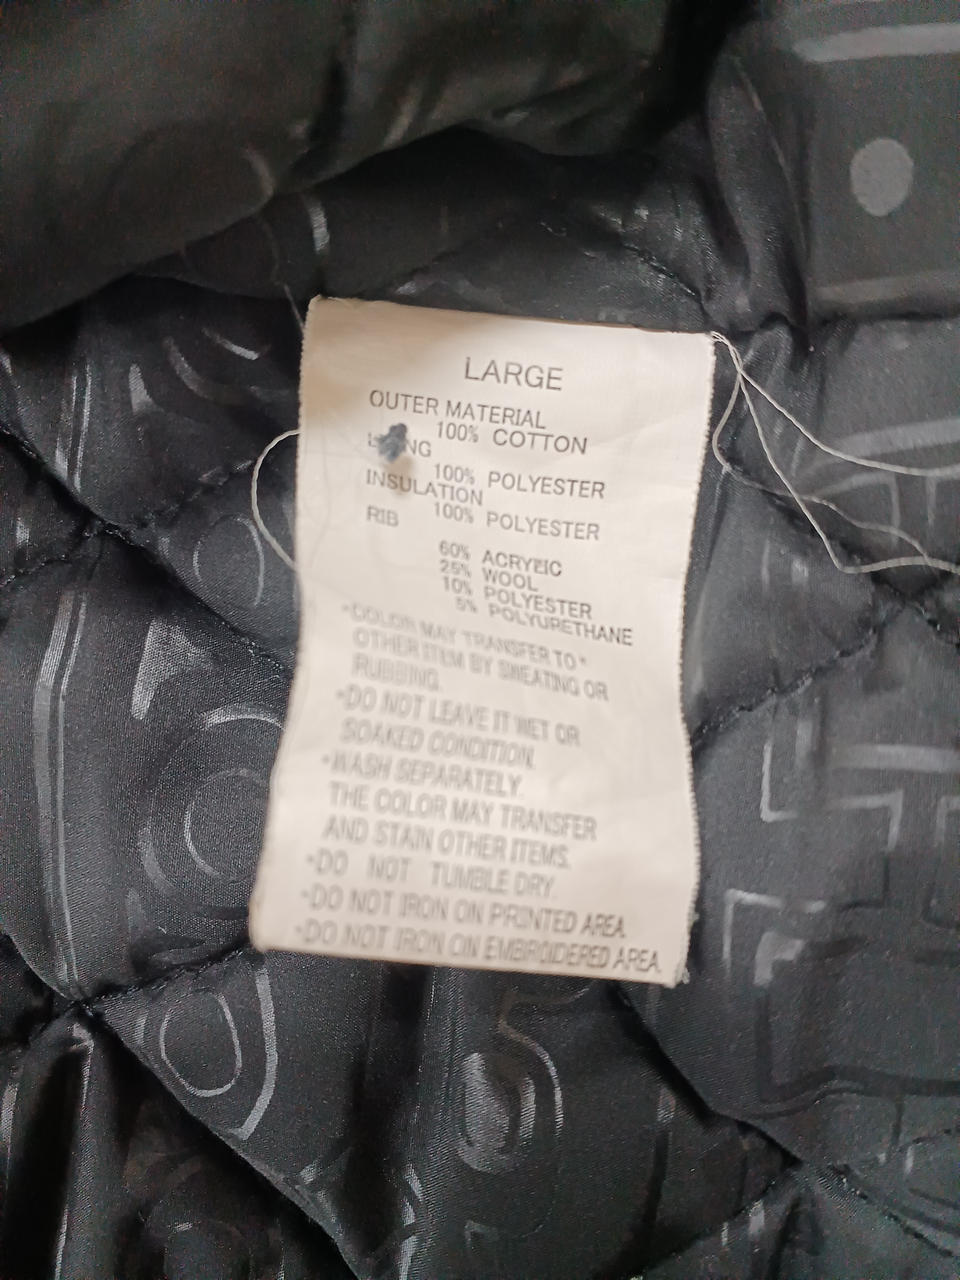 LARGE
OUTER MATERIAL
100% COTTON
100% POLYESTER
INSULATION
100% POLYESTER
RIB
60% ACRYEIC
25% WOOL
10% POLYESTER
5% POLYURETHANE
*COLOR MAY TRANSFER TO*
OTHER ITEM BY SWEATING OR
RUBBING.
*DO NOT LEAVE IT WET OR
SOAKED CONDITION.
*WASH SEPARATELY.
THE COLOR MAY TRANSFER
AND STAIN OTHER ITEMS.
*DO NOT TUMBLE DRY.
*DO NOT IRON ON PRINTED AREA.
*DO NOT IRON ON EMBROIDERED AREA.